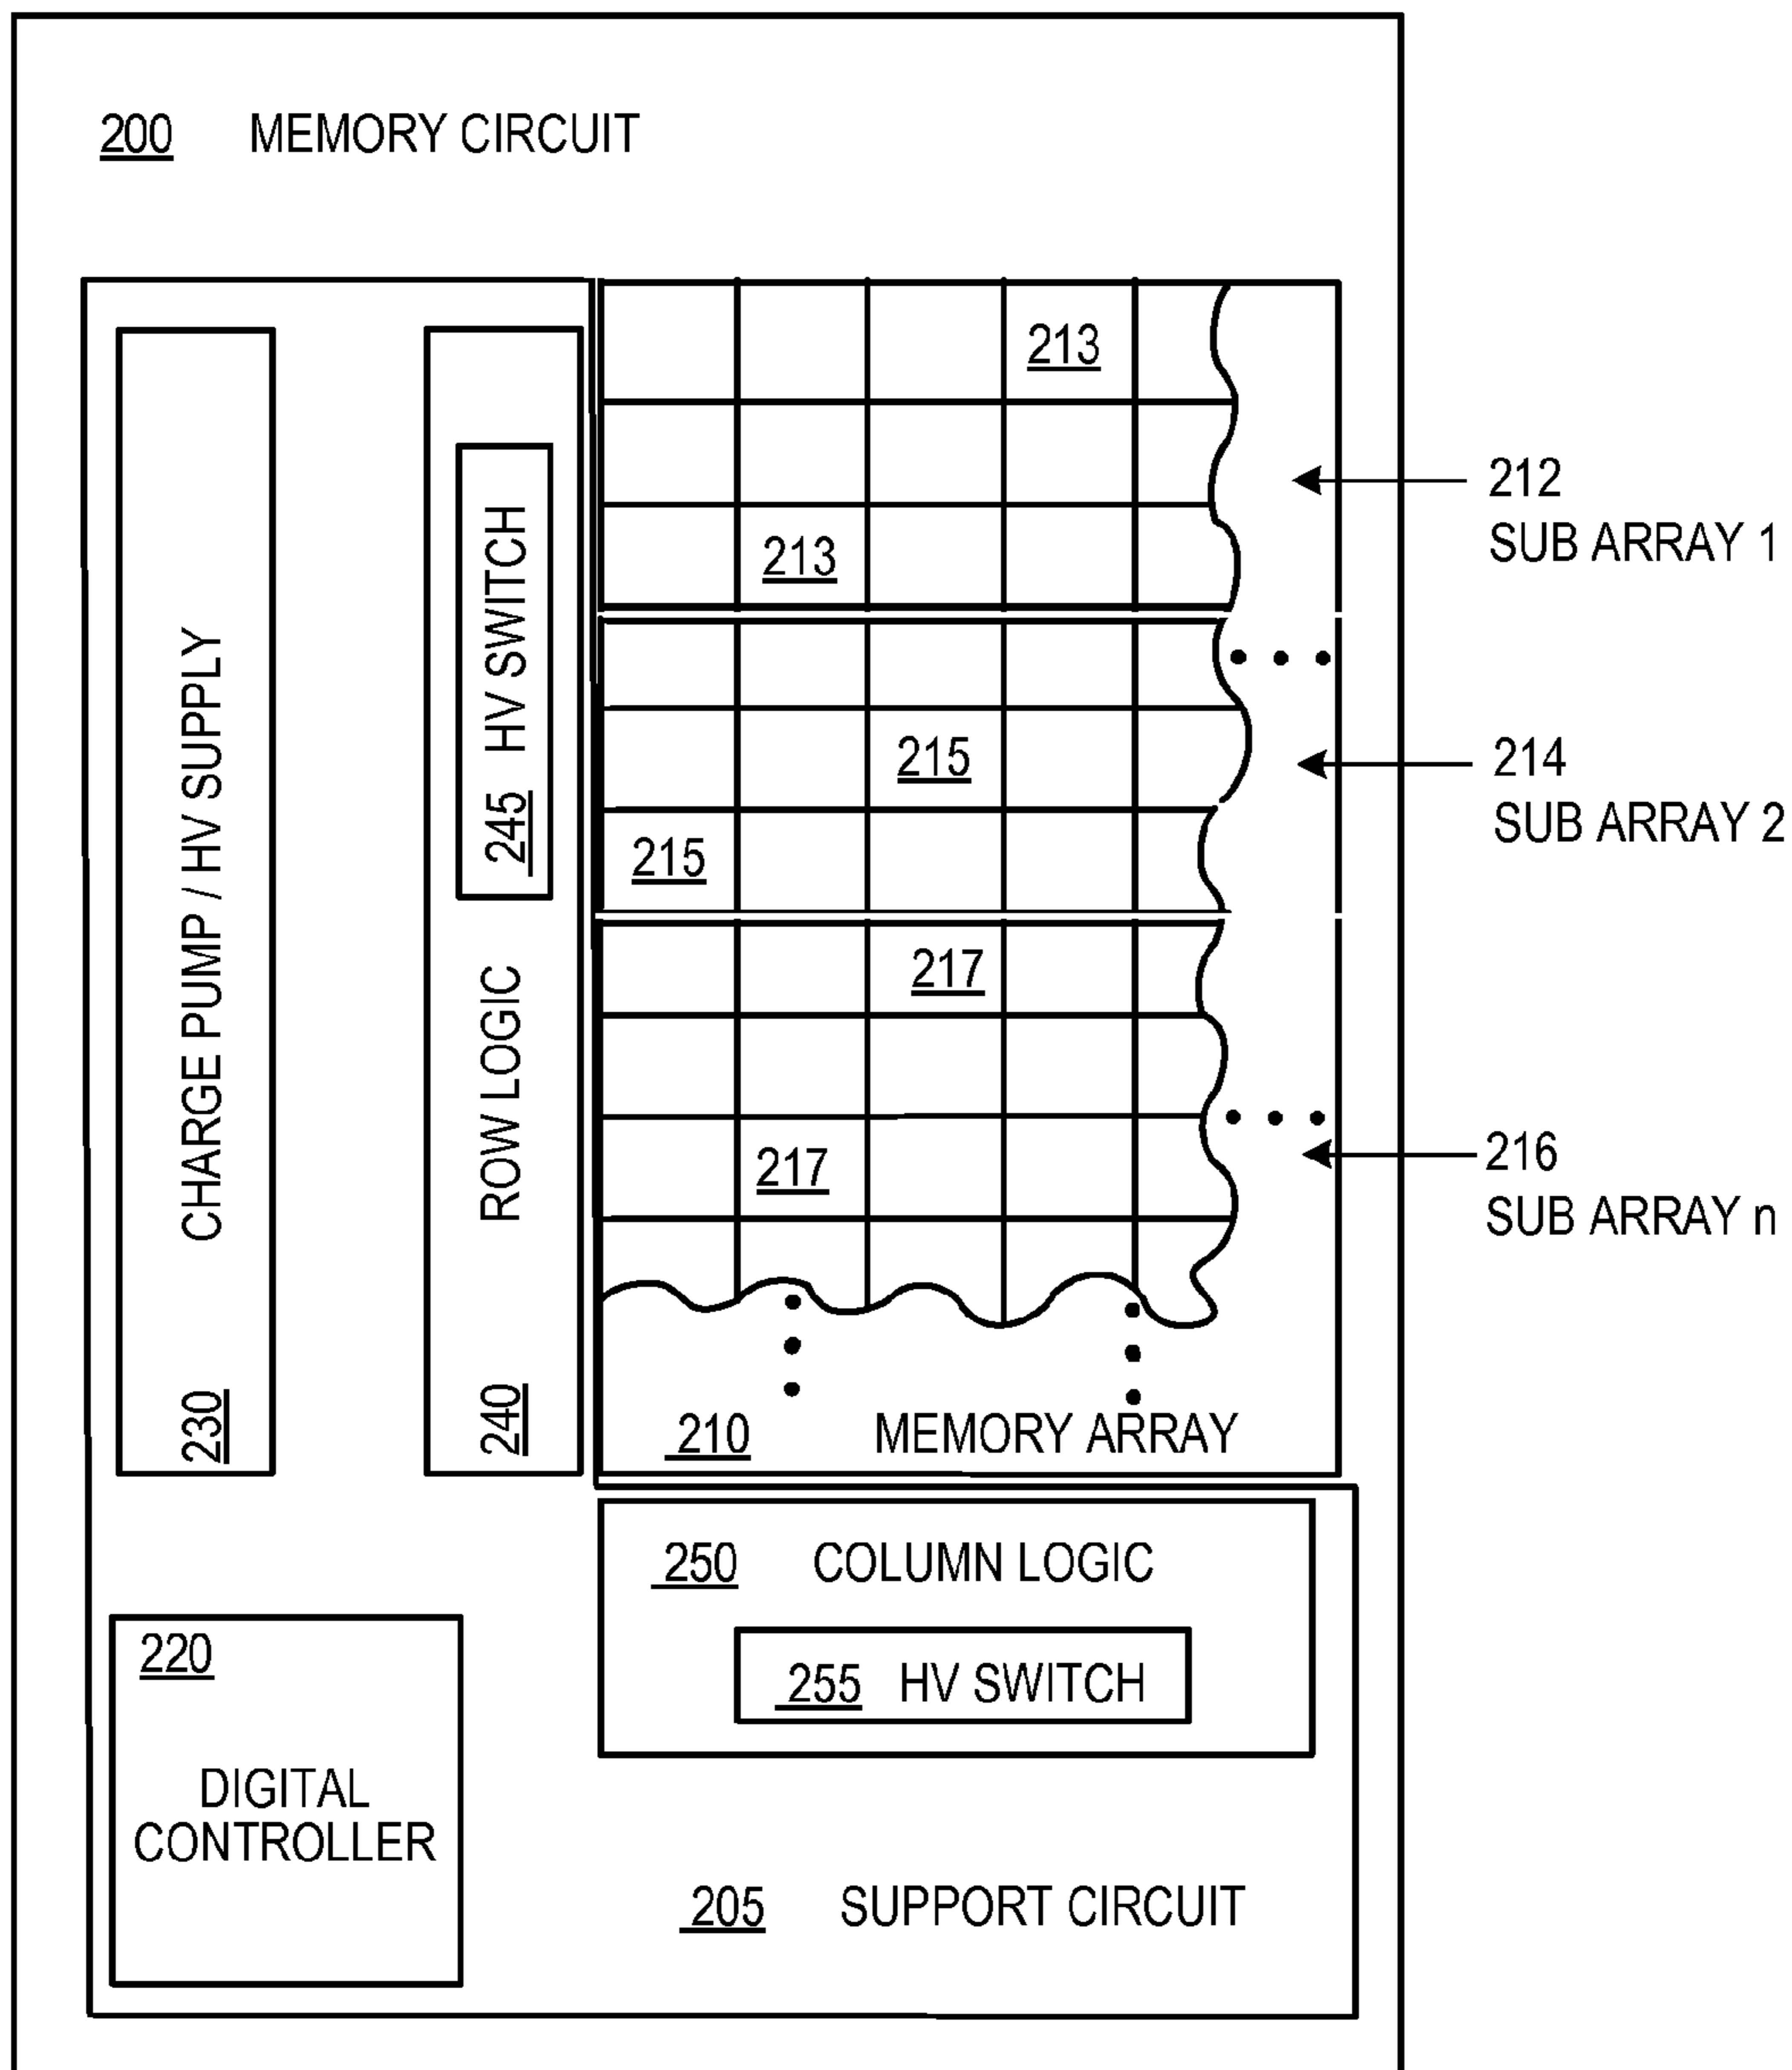 200 MEMORY CIRCUIT
CHARGE PUMP / HV SUPPLY
230
245 HV SWITCH
ROW LOGIC
240
213
213
215
215
217
217
212
SUB ARRAY 1
214
SUB ARRAY 2
216
SUB ARRAY n
210 MEMORY ARRAY
250 COLUMN LOGIC
255 HV SWITCH
220
DIGITAL
CONTROLLER
205 SUPPORT CIRCUIT